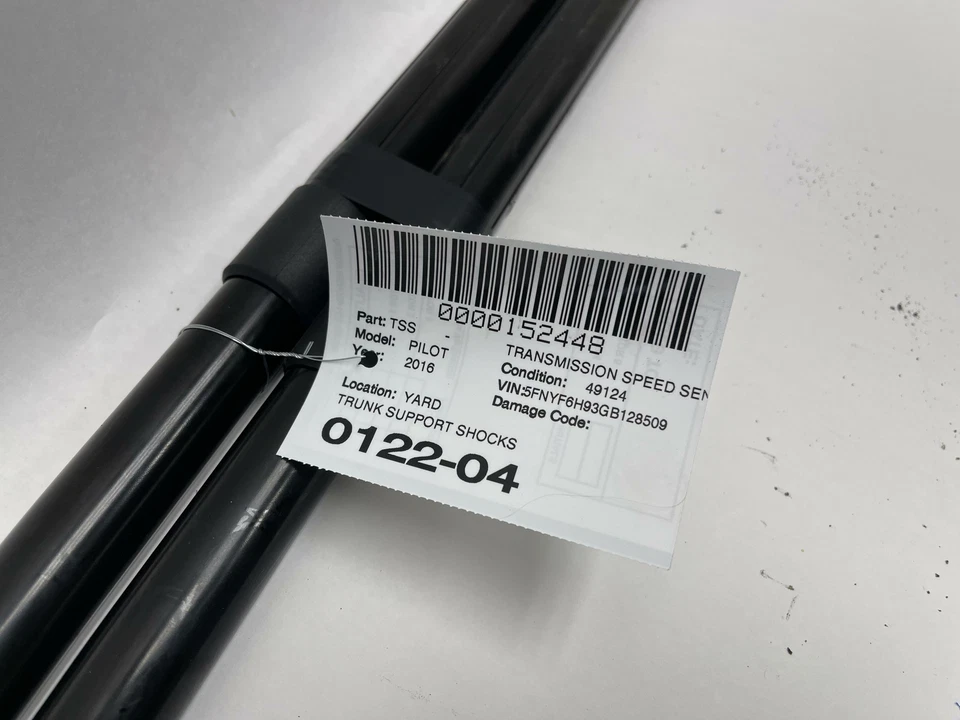 0000152448
Part: TSS -
TRANSMISSION SPEED SEN
Model: PILOT
Condition: 49124
Year: 2016
VIN:5FNYF6H93GB128509
Damage Code:
Location: YARD
TRUNK SUPPORT SHOCKS
0122-04